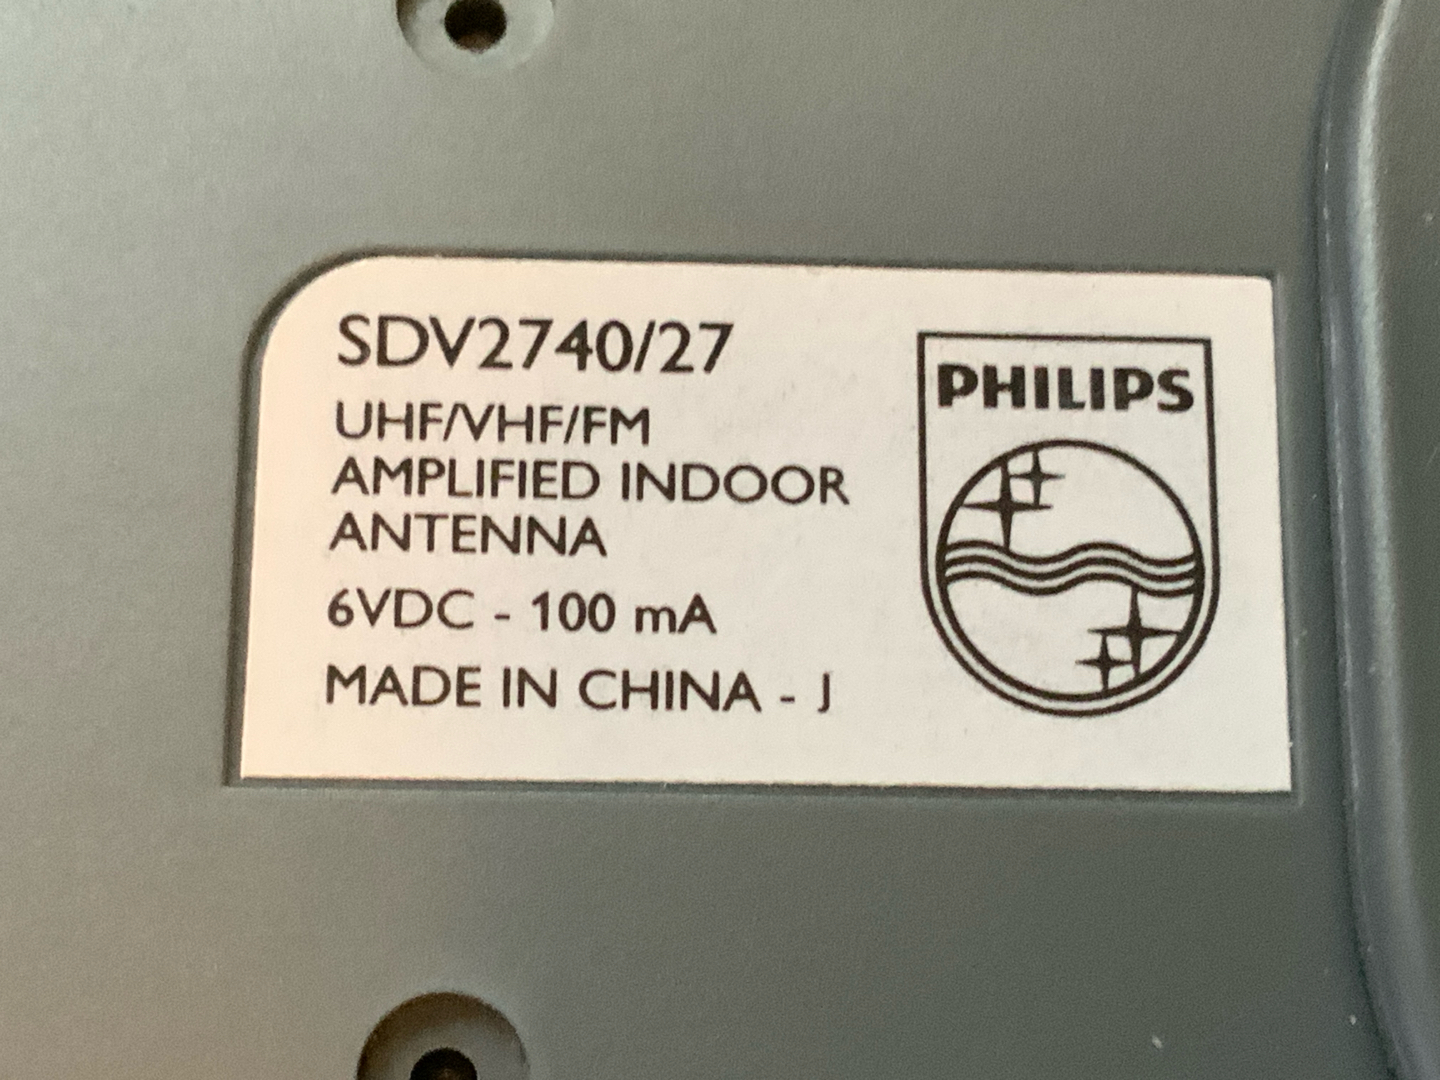 SDV2740/27
UHF/VHF/FM
AMPLIFIED INDOOR
ANTENNA
6VDC - 100 mA
MADE IN CHINA - J
PHILIPS